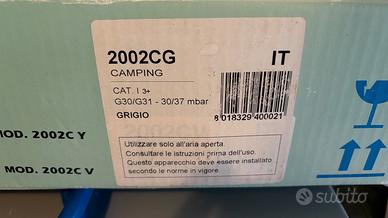 2002CG IT
CAMPING
CAT. I 3+
G30/G31 - 30/37 mbar
GRIGIO
8 018329 400021
MOD. 2002C Y
MOD. 2002C V
Utilizzare solo all'aria aperta
Consultare le istruzioni prima dell'uso.
Questo apparecchio deve essere installato
secondo le norme in vigore.
subito